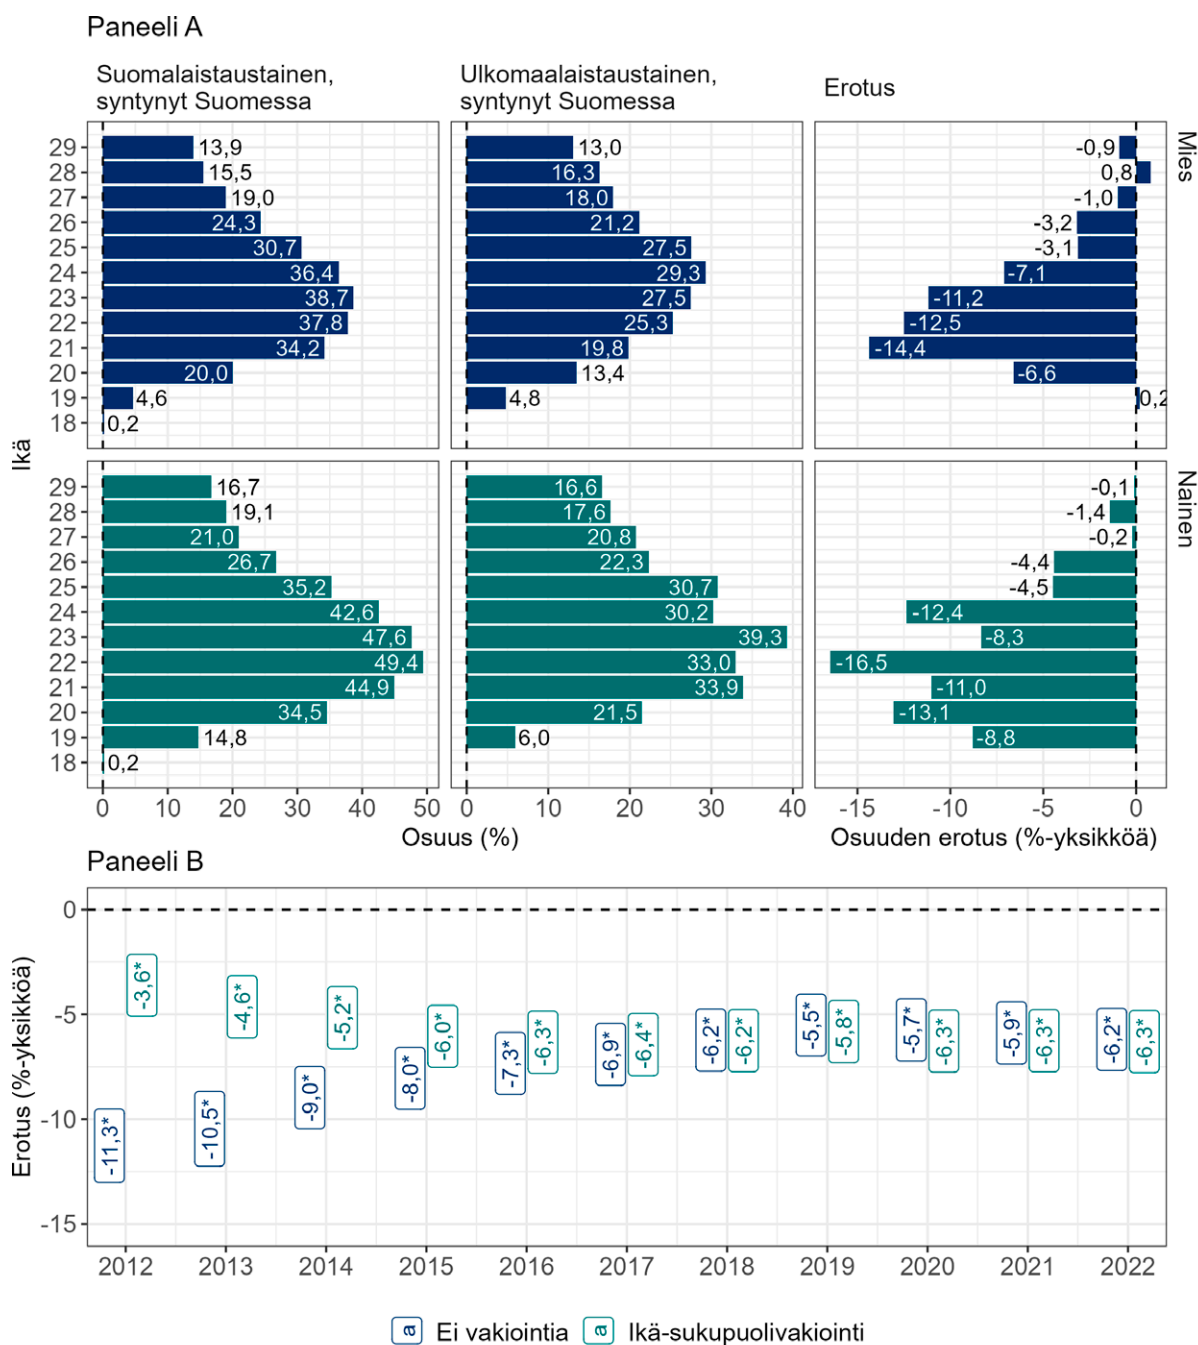 Paneeli A
Suomalaistaustainen,
syntynyt Suomessa
Ulkomaalaistaustainen,
syntynyt Suomessa
Erotus
Ikä
29 13,9 13,0 -0,9
28 15,5 16,3 0,8
27 19,0 18,0 -1,0
26 24,3 21,2 -3,2
25 30,7 27,5 -3,1
24 36,4 29,3 -7,1
23 38,7 27,5 -11,2
22 37,8 25,3 -12,5
21 34,2 19,8 -14,4
20 20,0 13,4 -6,6
19 4,6 4,8 0,2
18 0,2
Mies
29 16,7 16,6 -0,1
28 19,1 17,6 -1,4
27 21,0 20,8 -0,2
26 26,7 22,3 -4,4
25 35,2 30,7 -4,5
24 42,6 30,2 -12,4
23 47,6 39,3 -8,3
22 49,4 33,0 -16,5
21 44,9 33,9 -11,0
20 34,5 21,5 -13,1
19 14,8 6,0 -8,8
18 0,2
Nainen
0 10 20 30 40 50 0 10 20 30 40 -15 -10 -5 0
Osuus (%)
Osuuden erotus (%-yksikköä)
Paneeli B
Erotus (%-yksikköä)
0
-5
-10
-15
-11,3* -3,6*
-10,5* -4,6*
-9,0* -5,2*
-8,0* -6,0*
-7,3* -6,3*
-6,9* -6,4*
-6,2* -6,2*
-5,5* -5,8*
-5,7* -6,3*
-5,9* -6,3*
-6,2* -6,3*
2012 2013 2014 2015 2016 2017 2018 2019 2020 2021 2022
a Ei vakiointia a Ikä-sukupuolivakiointi